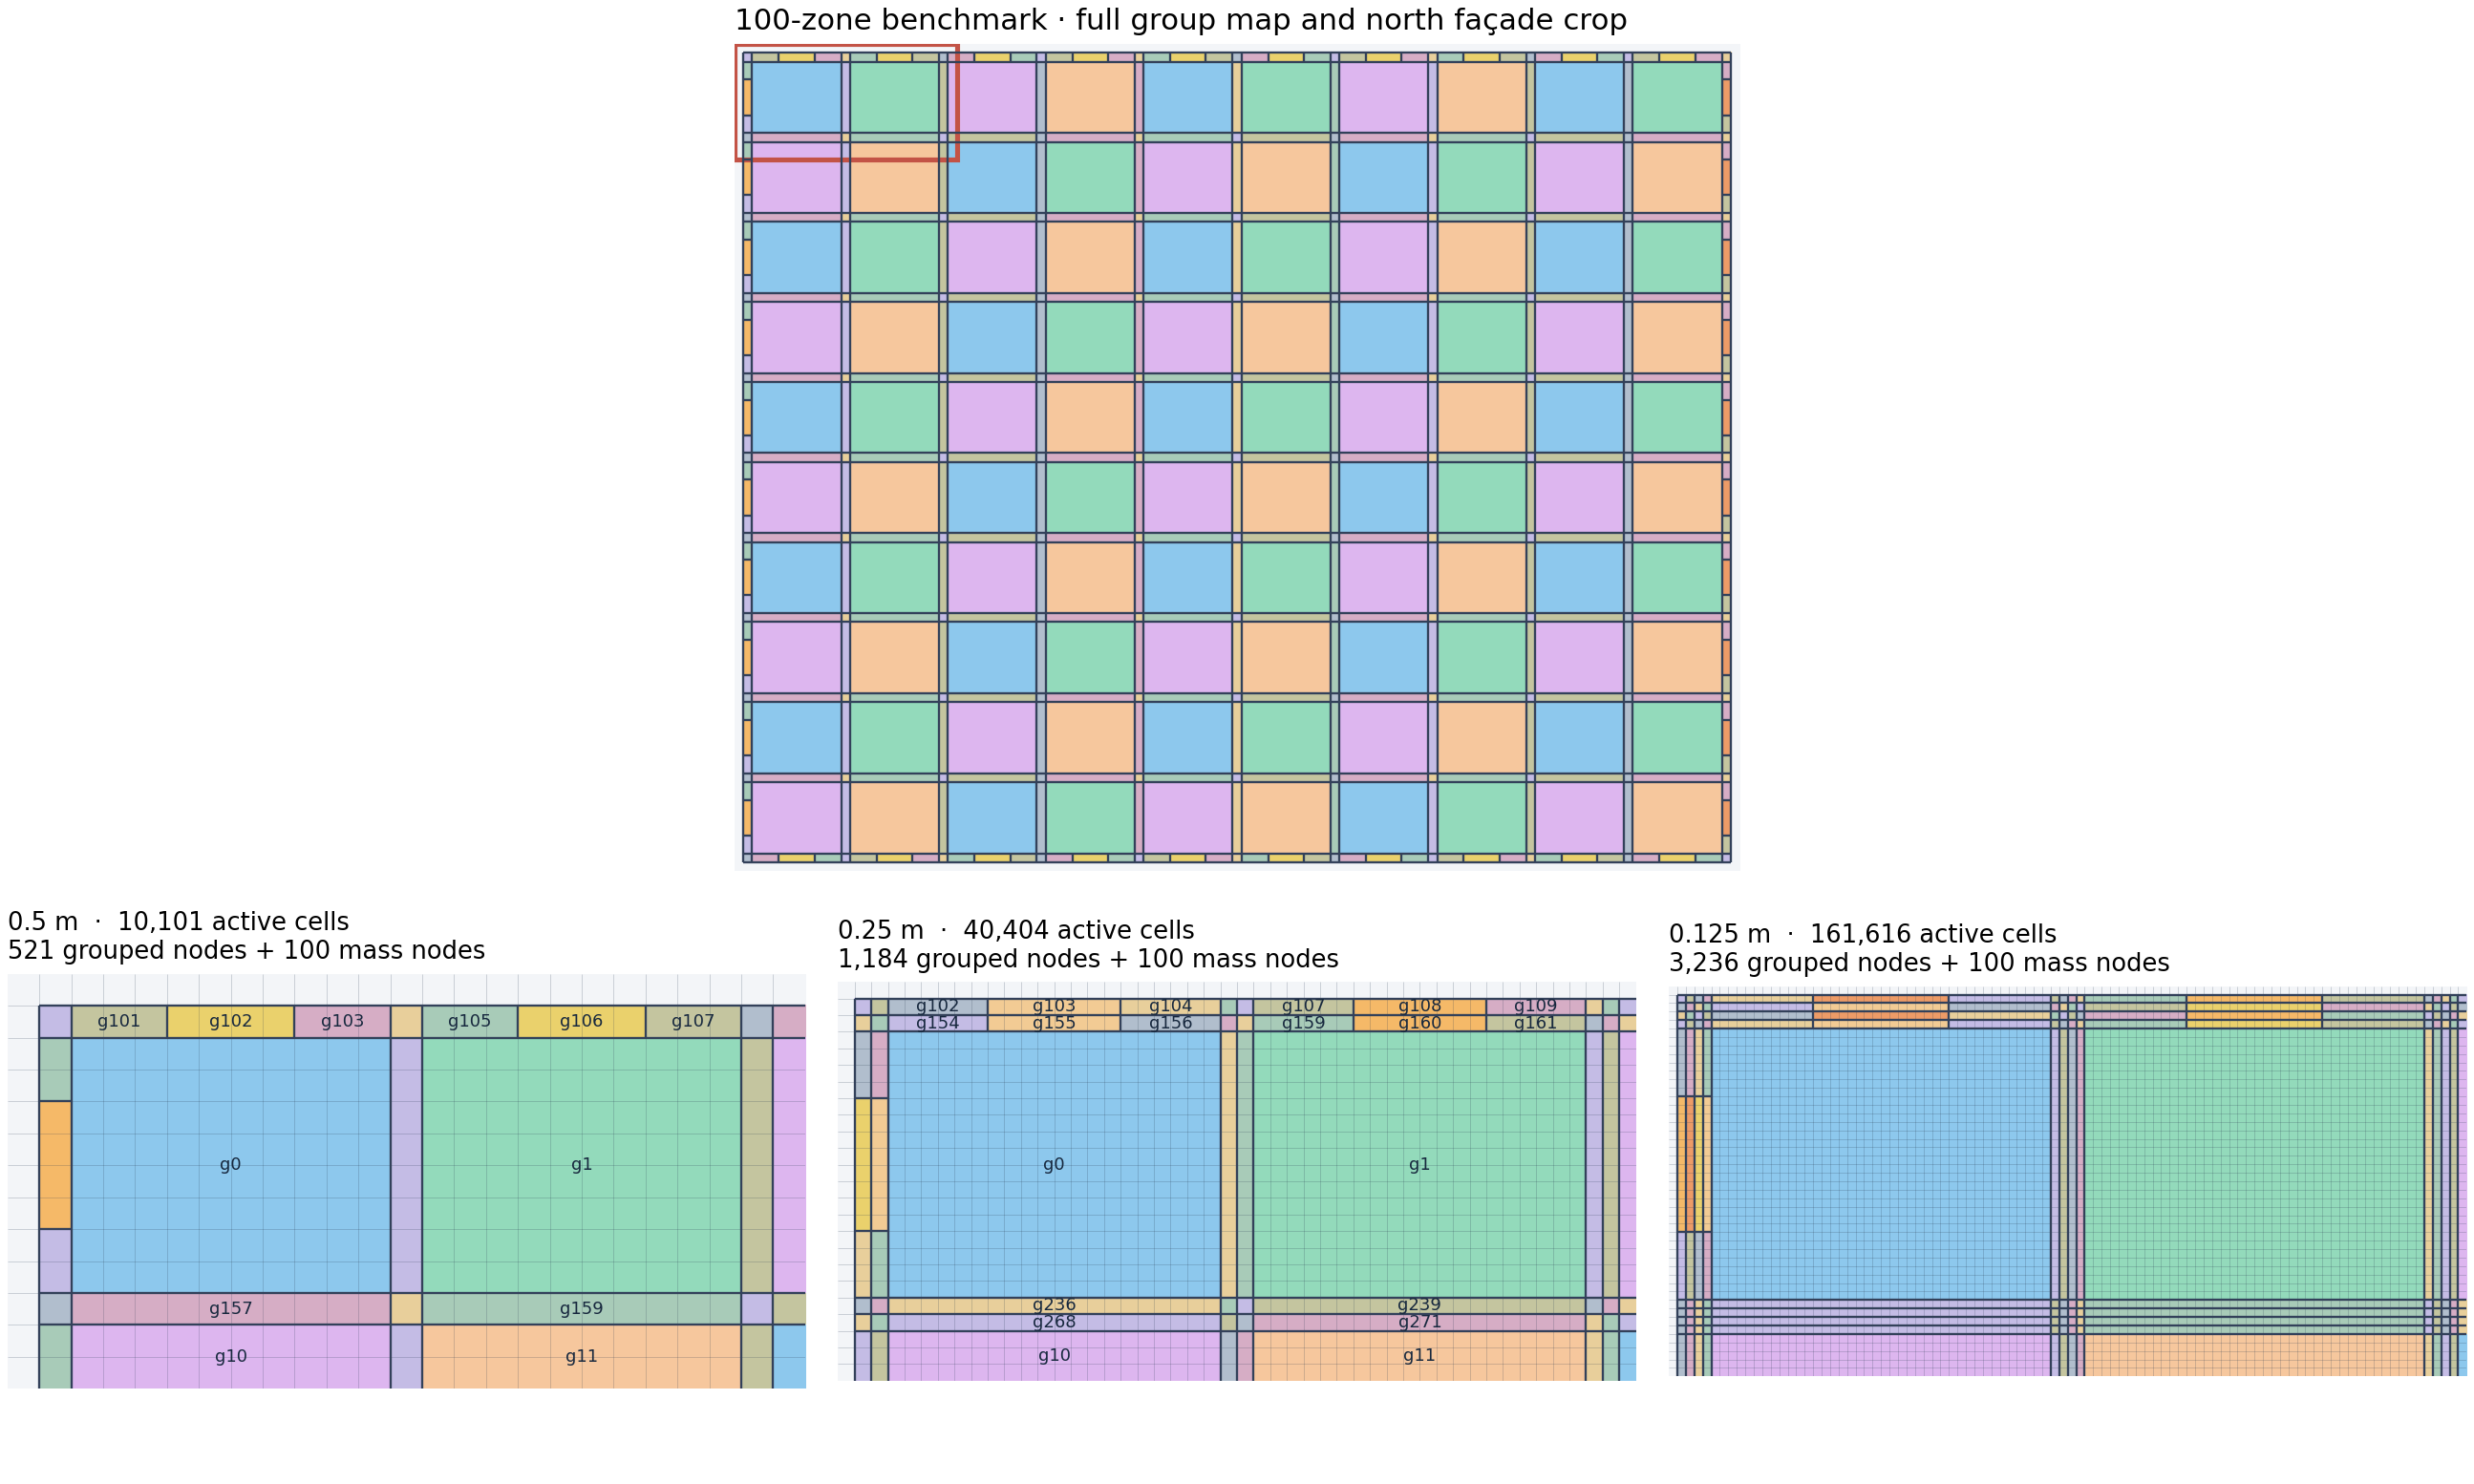 100-zone benchmark · full group map and north façade crop
0.5 m · 10,101 active cells
521 grouped nodes + 100 mass nodes
g101 g102 g103 g105 g106 g107
g0 g1
g157 g159
g10 g11
0.25 m · 40,404 active cells
1,184 grouped nodes + 100 mass nodes
g102 g103 g104 g107 g108 g109
g154 g155 g156 g159 g160 g161
g0 g1
g236 g239
g268 g271
g10 g11
0.125 m · 161,616 active cells
3,236 grouped nodes + 100 mass nodes